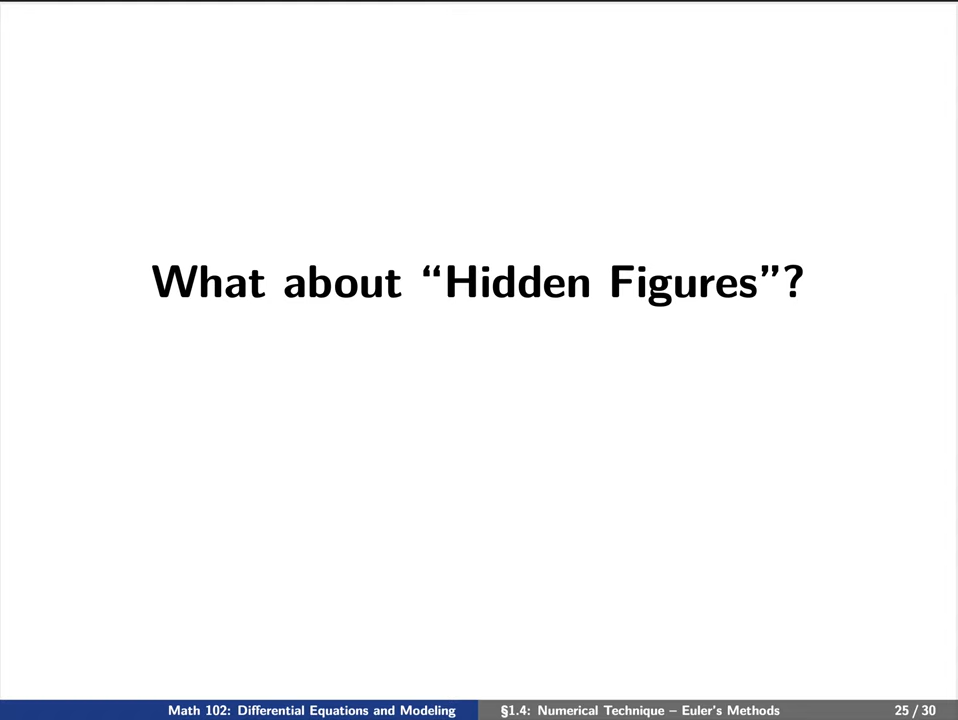 What about “Hidden Figures”?
Math 102: Differential Equations and Modeling §1.4: Numerical Technique – Euler's Methods 25 / 30